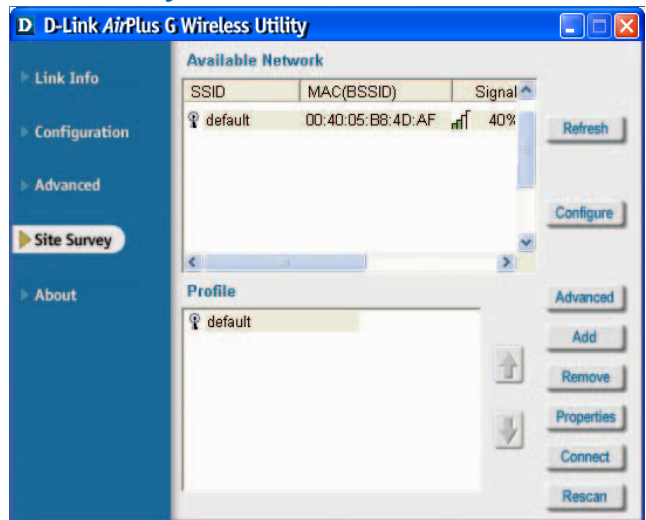 D-Link AirPlus G Wireless Utility
Link Info
Configuration
Advanced
Site Survey
About
Available Network
SSID MAC(BSSID) Signal
default 00:40:05:B8:4D:AF 40%
Refresh
Configure
Profile
default
Advanced
Add
Remove
Properties
Connect
Rescan